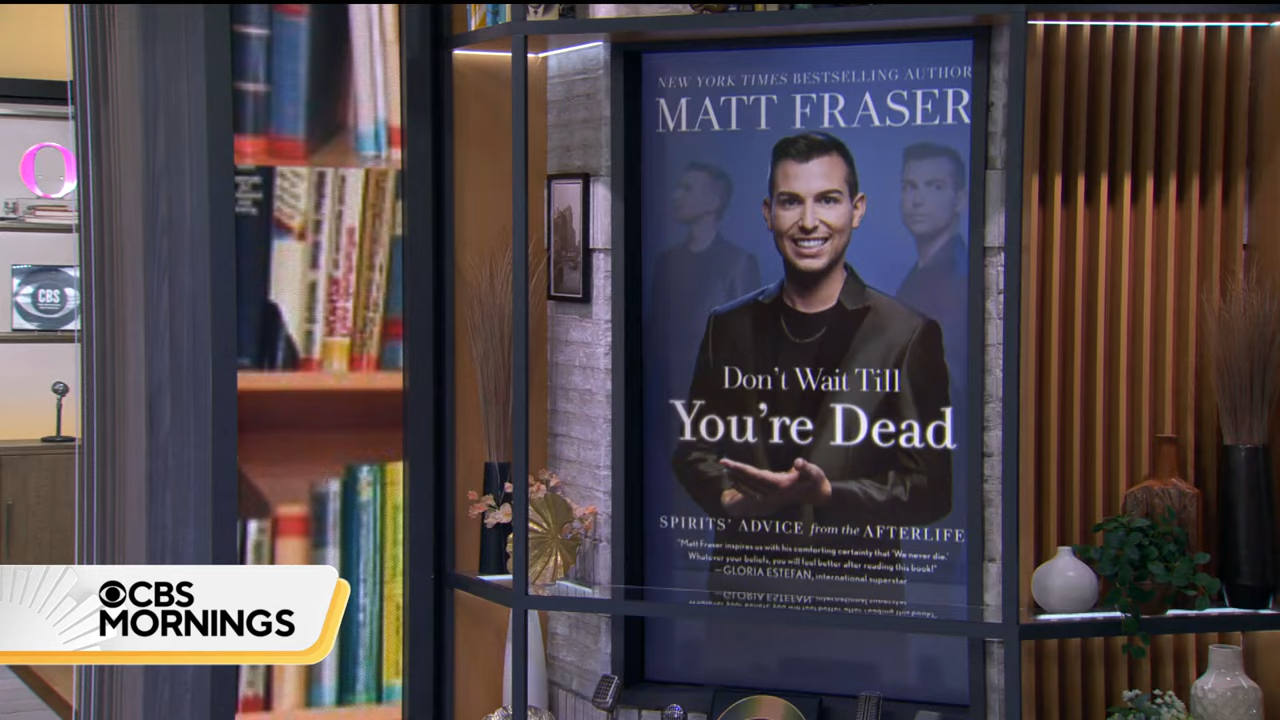 NEW YORK TIMES BESTSELLING AUTHOR
MATT FRASER
Don't Wait Till
You're Dead
SPIRITS' ADVICE from the AFTERLIFE
"Matt Fraser inspires us with his comforting certainty that 'We never die.'
Whatever your beliefs, you will feel better after reading this book!"
—GLORIA ESTEFAN, international superstar
CBS
CBS
MORNINGS